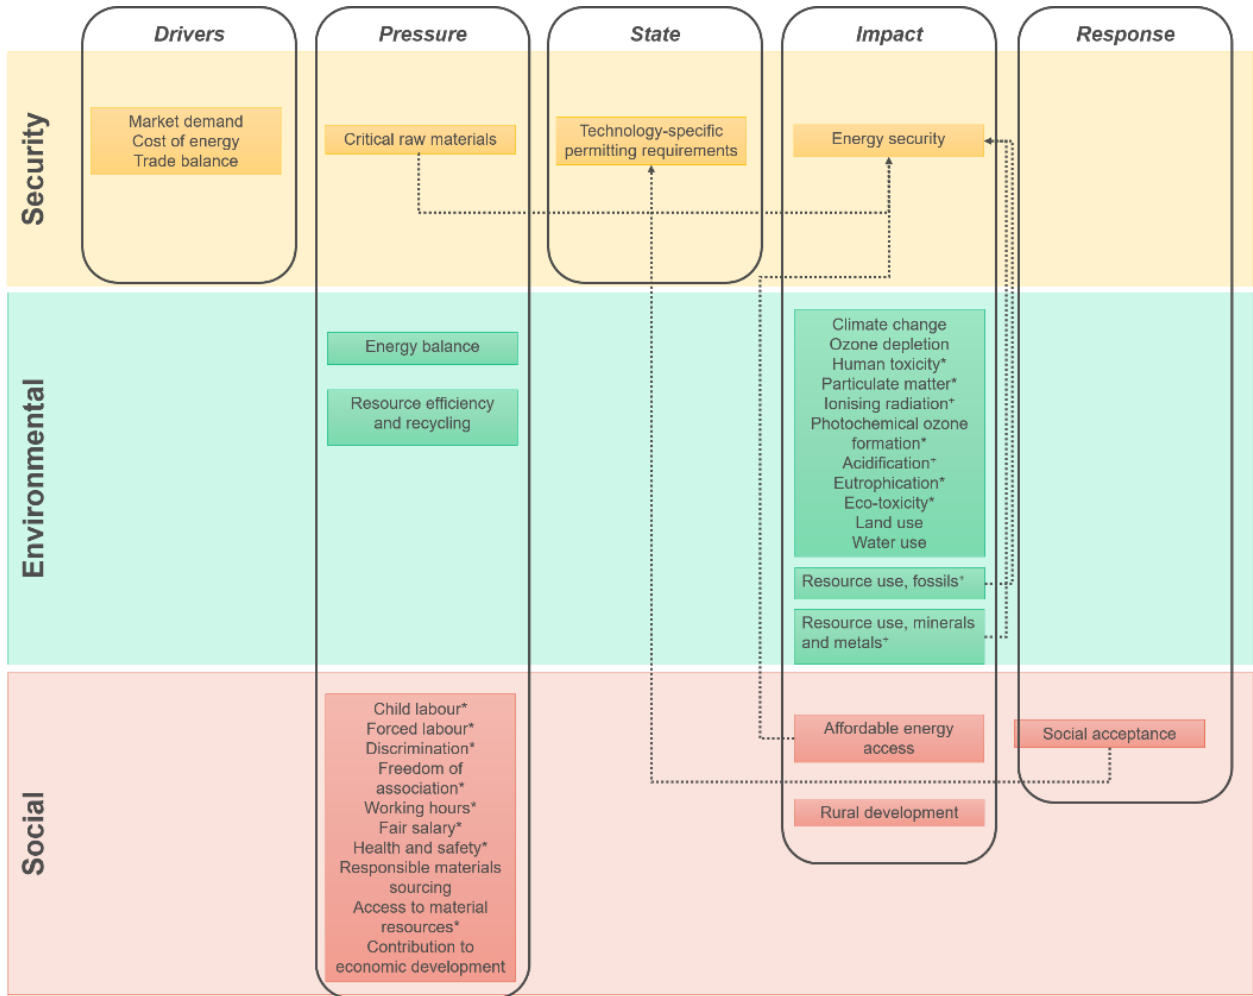 Drivers
Pressure
State
Impact
Response
Security
Market demand
Cost of energy
Trade balance
Critical raw materials
Technology-specific
permitting requirements
Energy security
Environmental
Energy balance
Resource efficiency
and recycling
Climate change
Ozone depletion
Human toxicity*
Particulate matter*
Ionising radiation⁺
Photochemical ozone
formation*
Acidification⁺
Eutrophication*
Eco-toxicity*
Land use
Water use
Resource use, fossils⁺
Resource use, minerals
and metals⁺
Social
Child labour*
Forced labour*
Discrimination*
Freedom of
association*
Working hours*
Fair salary*
Health and safety*
Responsible materials
sourcing
Access to material
resources*
Contribution to
economic development
Affordable energy
access
Rural development
Social acceptance